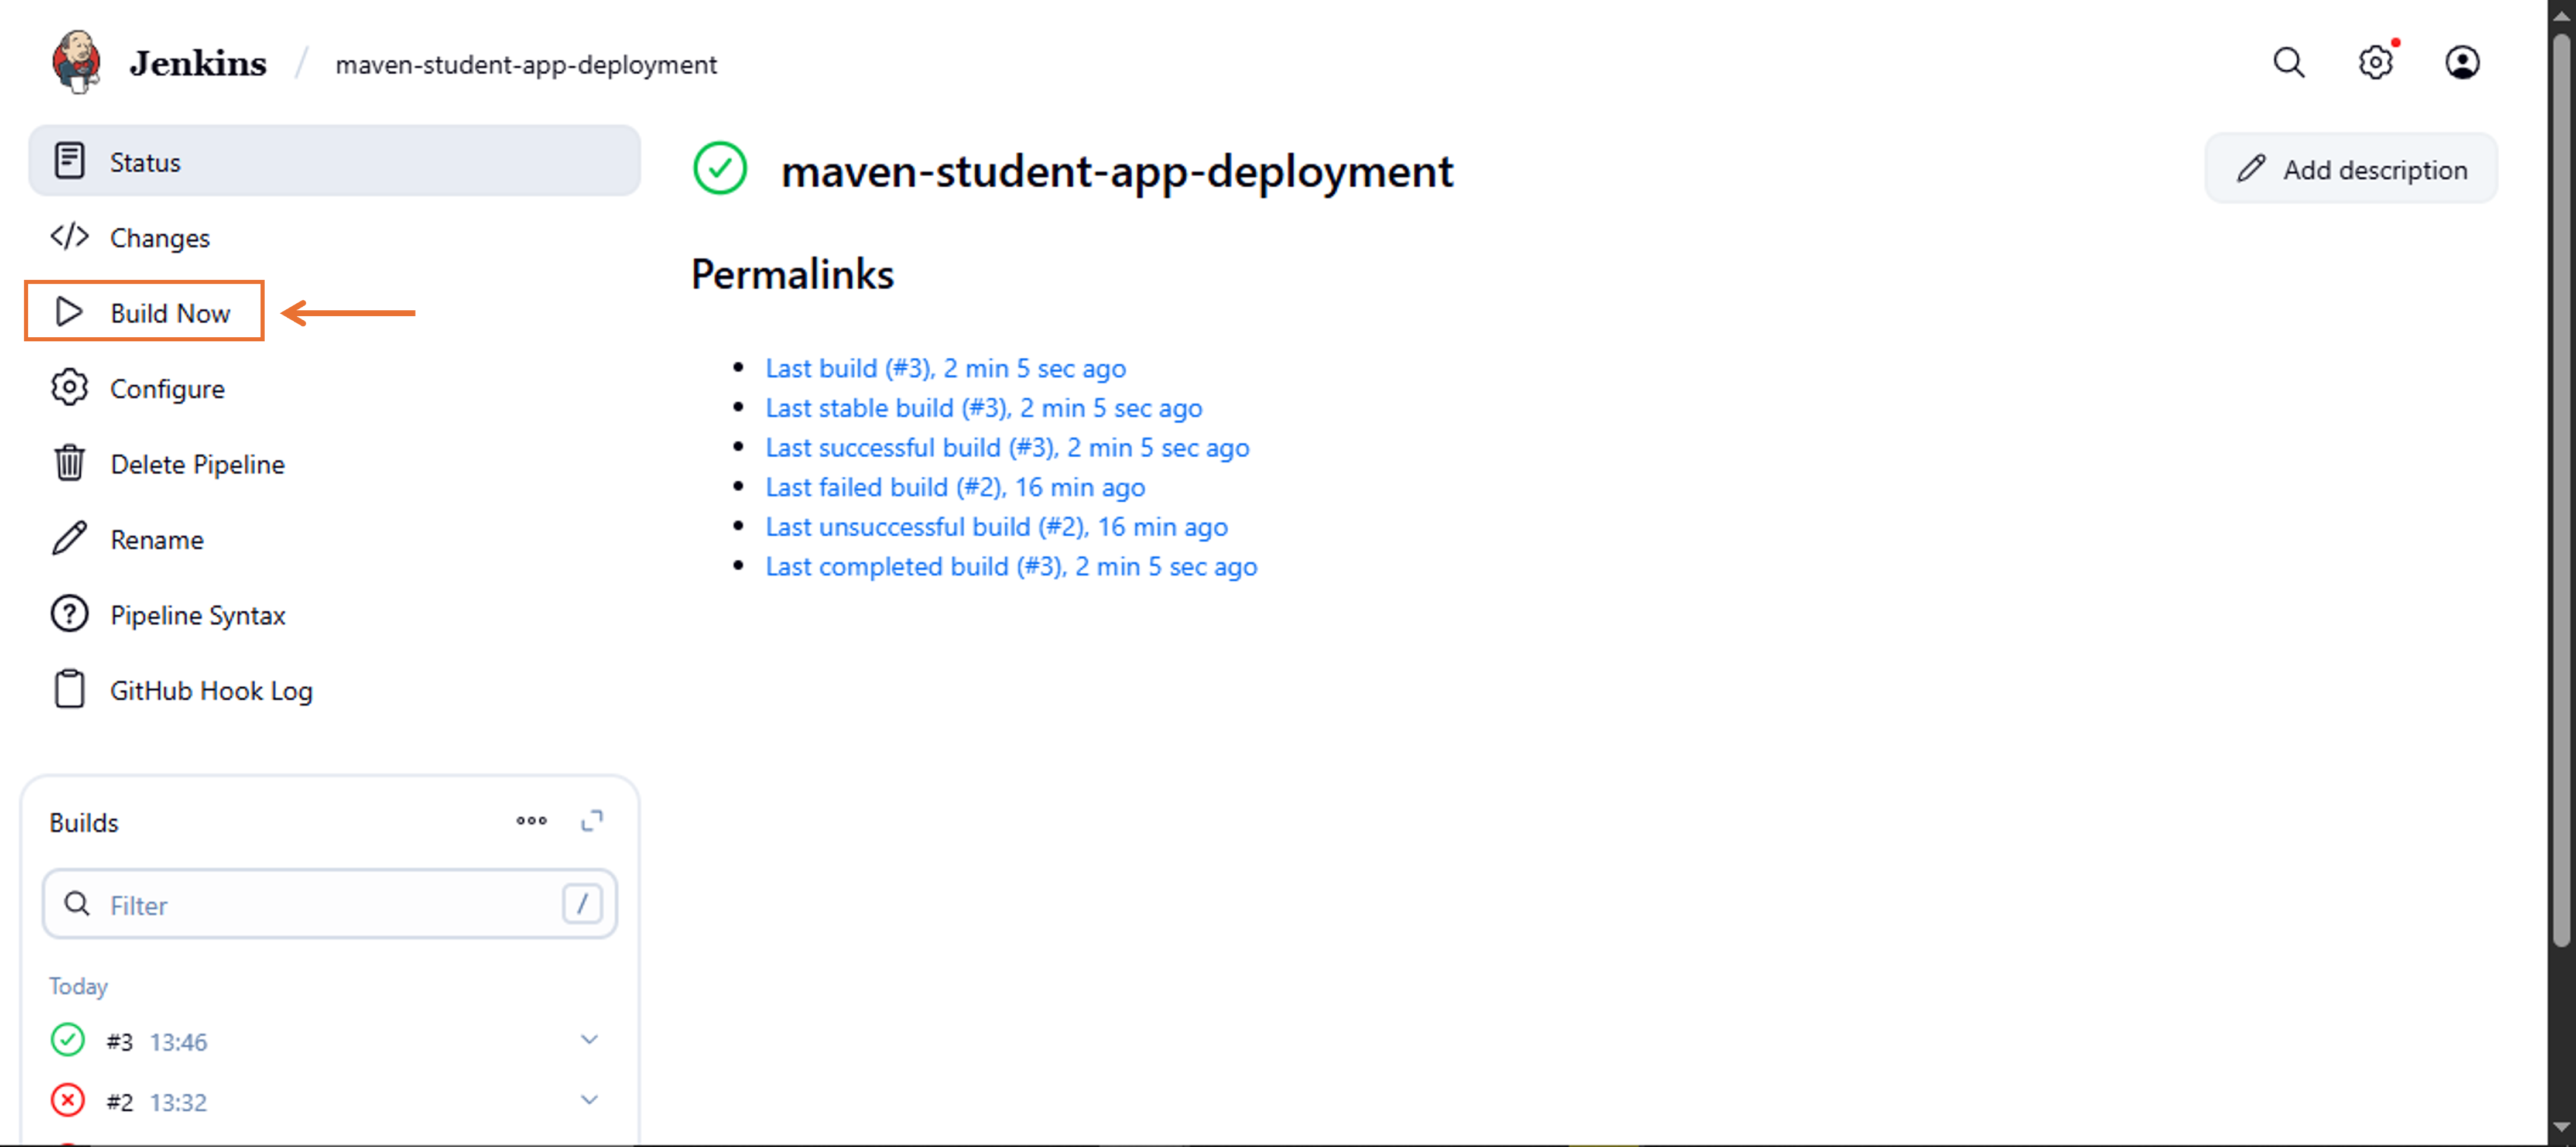 Jenkins / maven-student-app-deployment
Status
Changes
Build Now
Configure
Delete Pipeline
Rename
Pipeline Syntax
GitHub Hook Log
Builds
Filter /
Today
#3 13:46
#2 13:32
maven-student-app-deployment
Add description
Permalinks
Last build (#3), 2 min 5 sec ago
Last stable build (#3), 2 min 5 sec ago
Last successful build (#3), 2 min 5 sec ago
Last failed build (#2), 16 min ago
Last unsuccessful build (#2), 16 min ago
Last completed build (#3), 2 min 5 sec ago